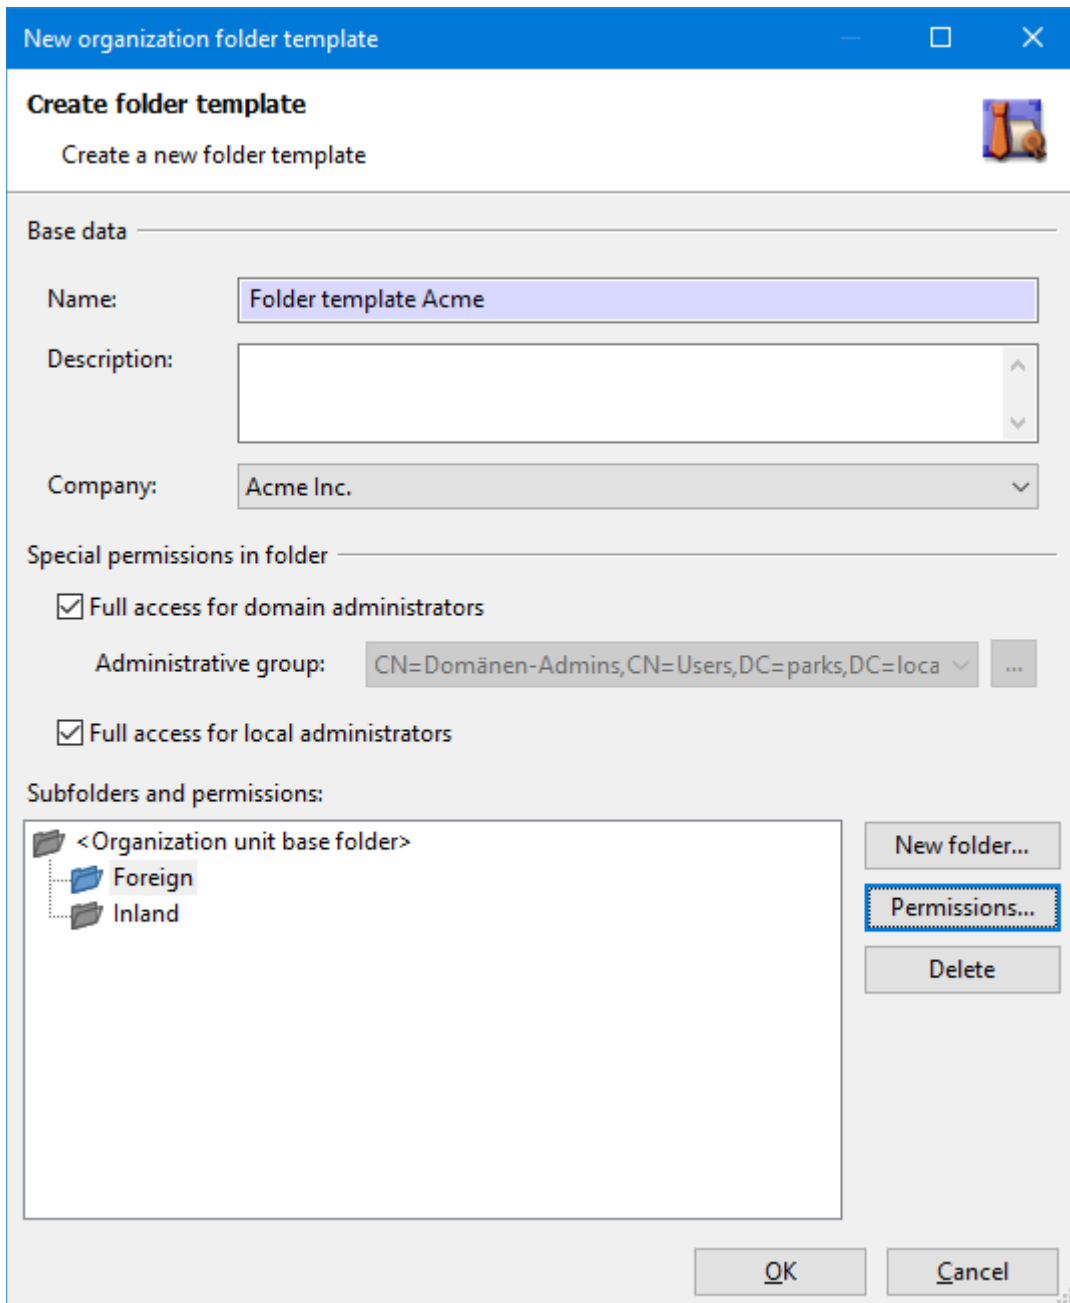 New organization folder template
Create folder template
Create a new folder template
Base data
Name: Folder template Acme
Description:
Company: Acme Inc.
Special permissions in folder
Full access for domain administrators
Administrative group: CN=Domänen-Admins,CN=Users,DC=parks,DC=loca ...
Full access for local administrators
Subfolders and permissions:
<Organization unit base folder> New folder...
Foreign Permissions...
Inland
Delete
OK Cancel